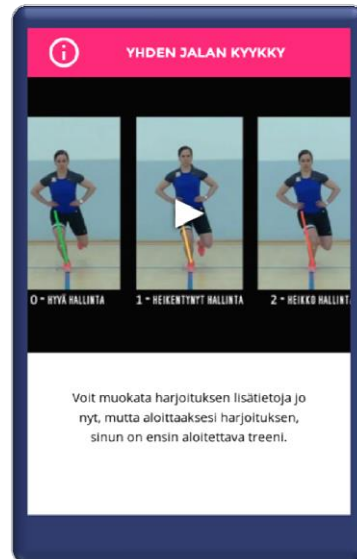 YHDEN JALAN KYYKKY
0 - HYVÄ HALLINTA
1 - HEIKENTYNYT HALLINTA
2 - HEIKKO HALLINT
Voit muokata harjoituksen lisätietoja jo
nyt, mutta aloittaaksesi harjoituksen,
sinun on ensin aloitettava treeni.